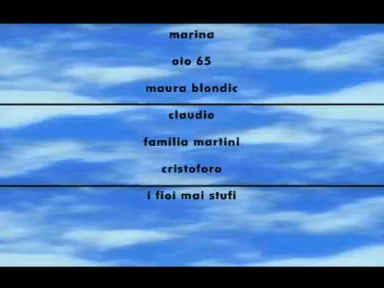 marina
oio 65
maura blondic
claudio
familia martini
cristoforo
i fioi mai stufi